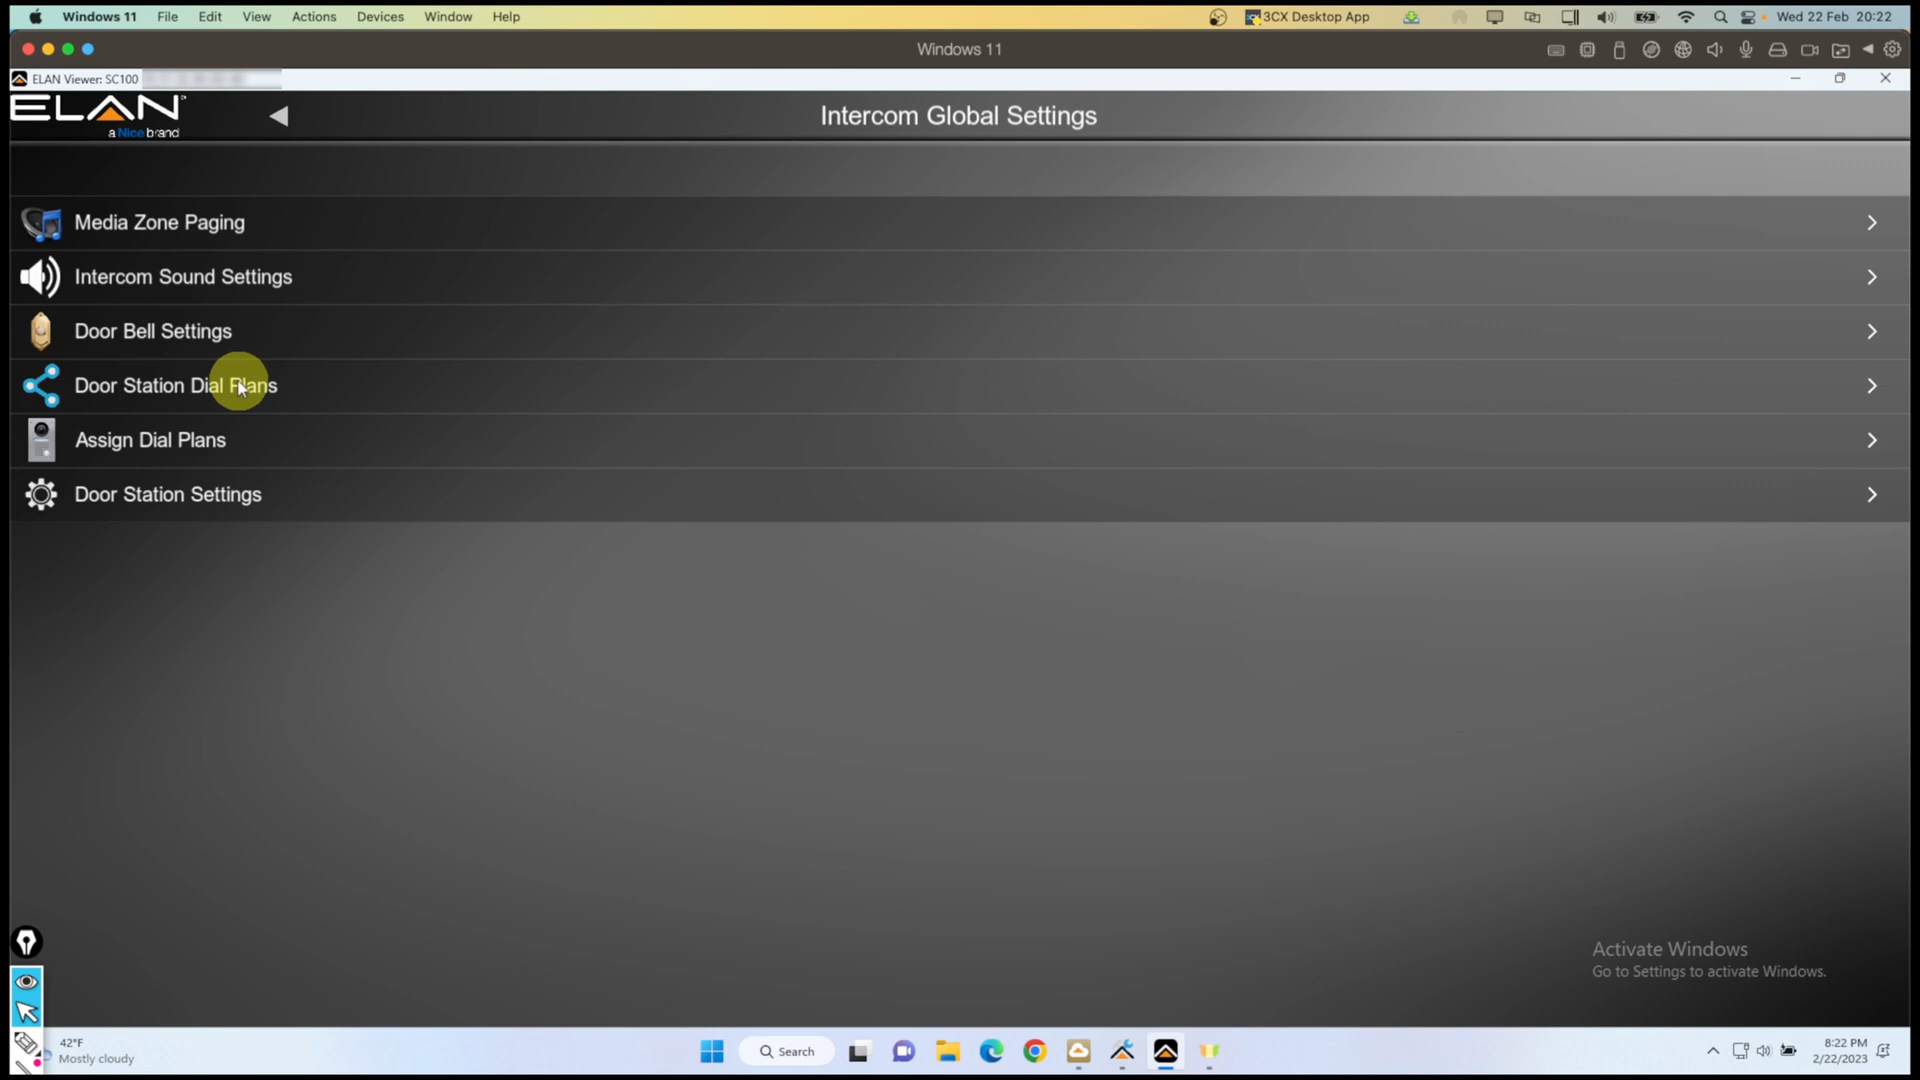 Windows 11 File Edit View Actions Devices Window Help 3CX Desktop App Wed 22 Feb 20:22
Windows 11
ELAN Viewer: SC100
ELAN™
a Nice brand
Intercom Global Settings
Media Zone Paging
Intercom Sound Settings
Door Bell Settings
Door Station Dial Plans
Assign Dial Plans
Door Station Settings
Activate Windows
Go to Settings to activate Windows.
42°F
Mostly cloudy
Search
8:22 PM
2/22/2023